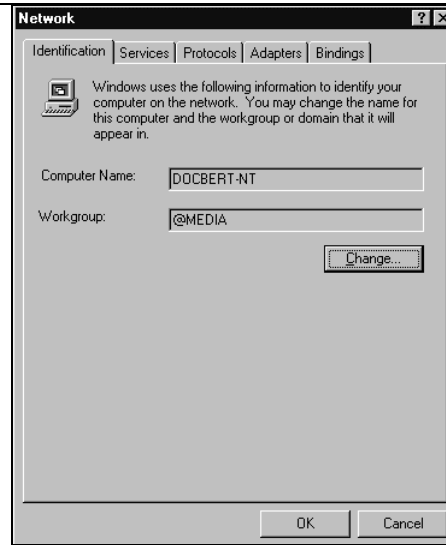 Network
Identification Services Protocols Adapters Bindings
Windows uses the following information to identify your
computer on the network. You may change the name for
this computer and the workgroup or domain that it will
appear in.
Computer Name: DOCBERT-NT
Workgroup: @MEDIA
Change...
OK Cancel